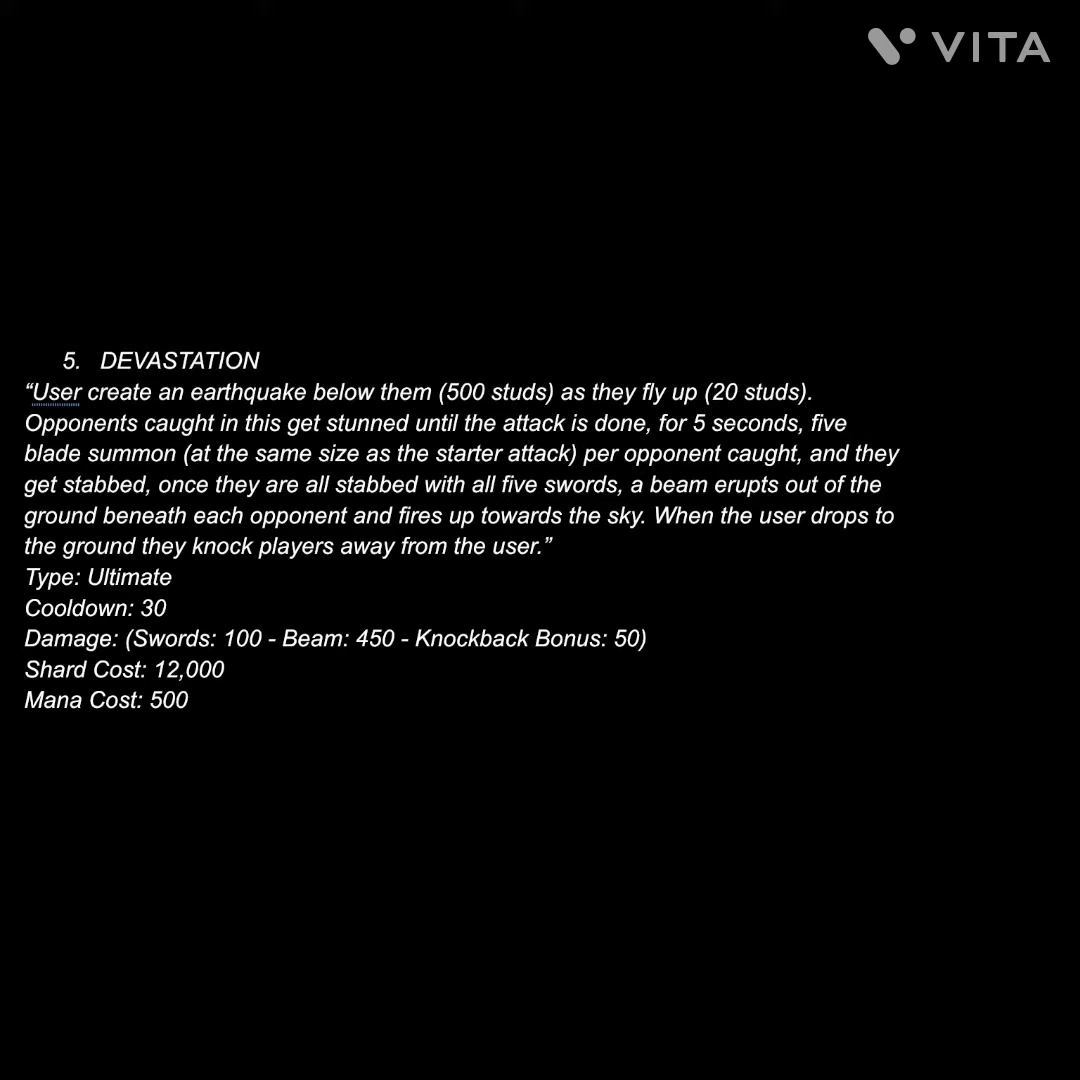 VITA
5. DEVASTATION
“User create an earthquake below them (500 studs) as they fly up (20 studs).
Opponents caught in this get stunned until the attack is done, for 5 seconds, five
blade summon (at the same size as the starter attack) per opponent caught, and they
get stabbed, once they are all stabbed with all five swords, a beam erupts out of the
ground beneath each opponent and fires up towards the sky. When the user drops to
the ground they knock players away from the user.”
Type: Ultimate
Cooldown: 30
Damage: (Swords: 100 - Beam: 450 - Knockback Bonus: 50)
Shard Cost: 12,000
Mana Cost: 500